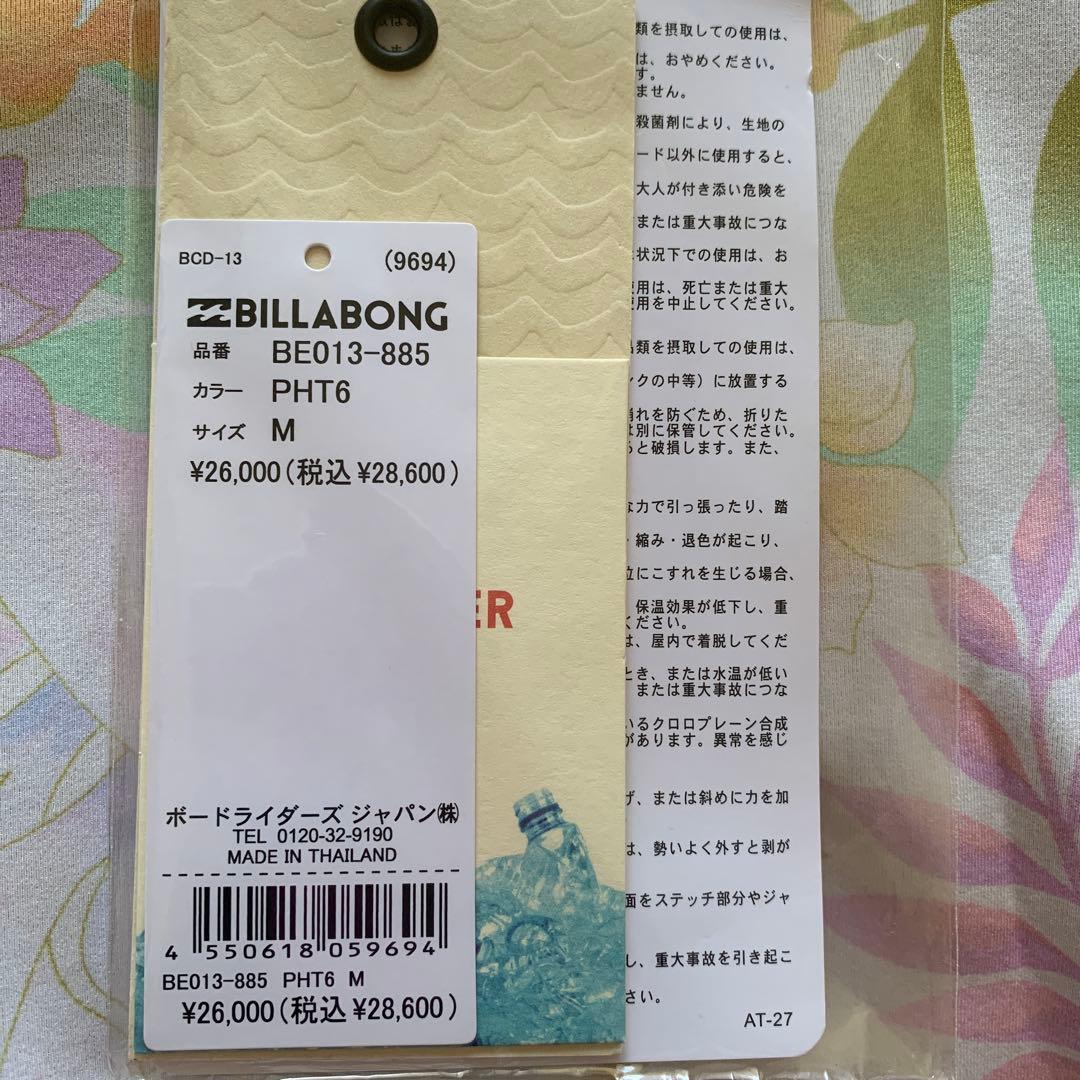 BCD-13 (9694)
BILLABONG
品番 BE013-885
カラー PHT6
サイズ M
¥26,000(税込¥28,600)
ボードライダーズ ジャパン㈱
TEL 0120-32-9190
MADE IN THAILAND
4 550618 059694
BE013-885 PHT6 M
¥26,000(税込¥28,600)
ER
類を摂取しての使用は、
は、おやめください。
す。
ません。
殺菌剤により、生地の
ード以外に使用すると、
大人が付き添い危険を
または重大事故につな
状況下での使用は、お
用は、死亡または重大
用を中止してください。
類を摂取しての使用は、
クの中等）に放置する
れを防ぐため、折りた
別に保管してください。
と破損します。また、
な力で引っ張ったり、踏
・縮み・退色が起こり、
位にこすれを生じる場合、
保温効果が低下し、重
ください。
は、屋内で着脱してくだ
とき、または水温が低い
または重大事故につな
いるクロロプレーン合成
があります。異常を感じ
げ、または斜めに力を加
は、勢いよく外すと剥が
面をステッチ部分やジャ
し、重大事故を引き起こ
さい。
AT-27